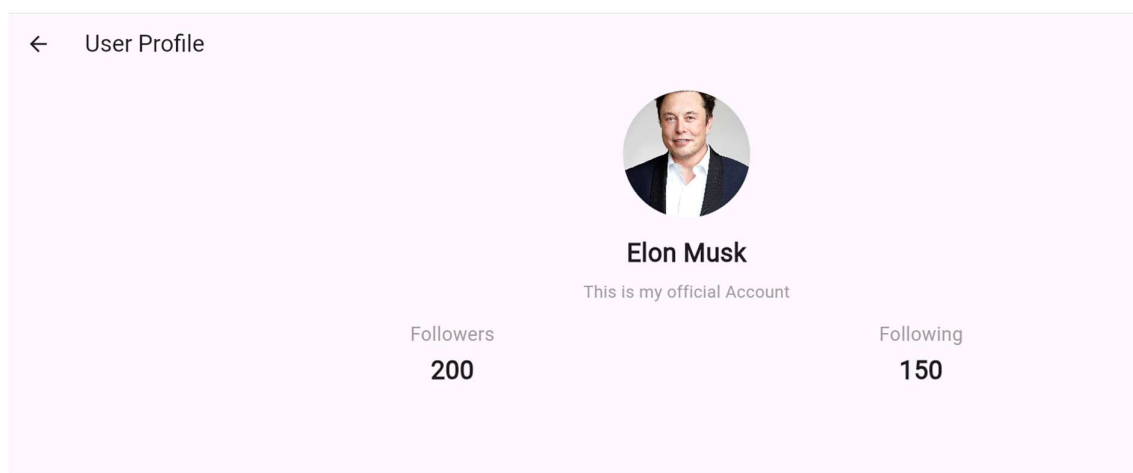 User Profile
Elon Musk
This is my official Account
Followers Following
200 150